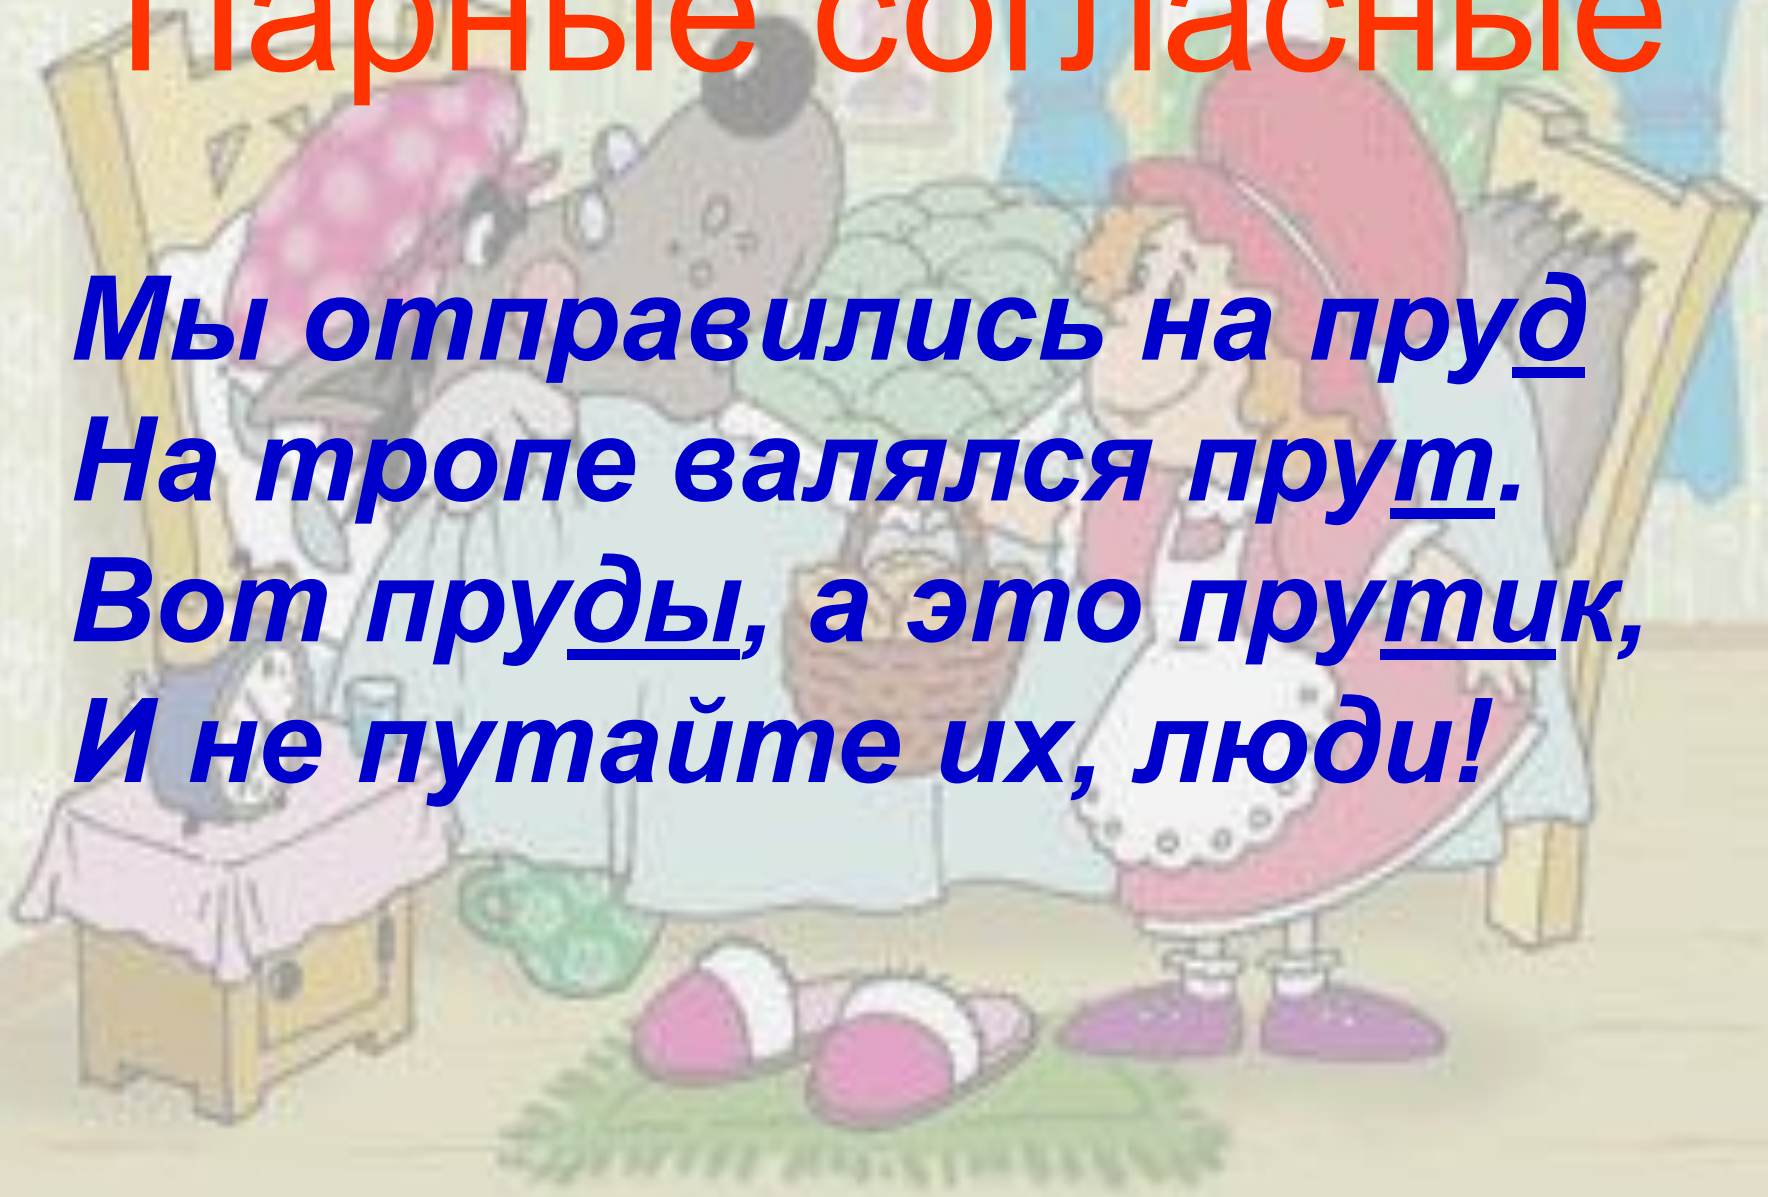 Парные согласные
Мы отправились на пруд
На тропе валялся прут.
Вот пруды, а это прутик,
И не путайте их, люди!